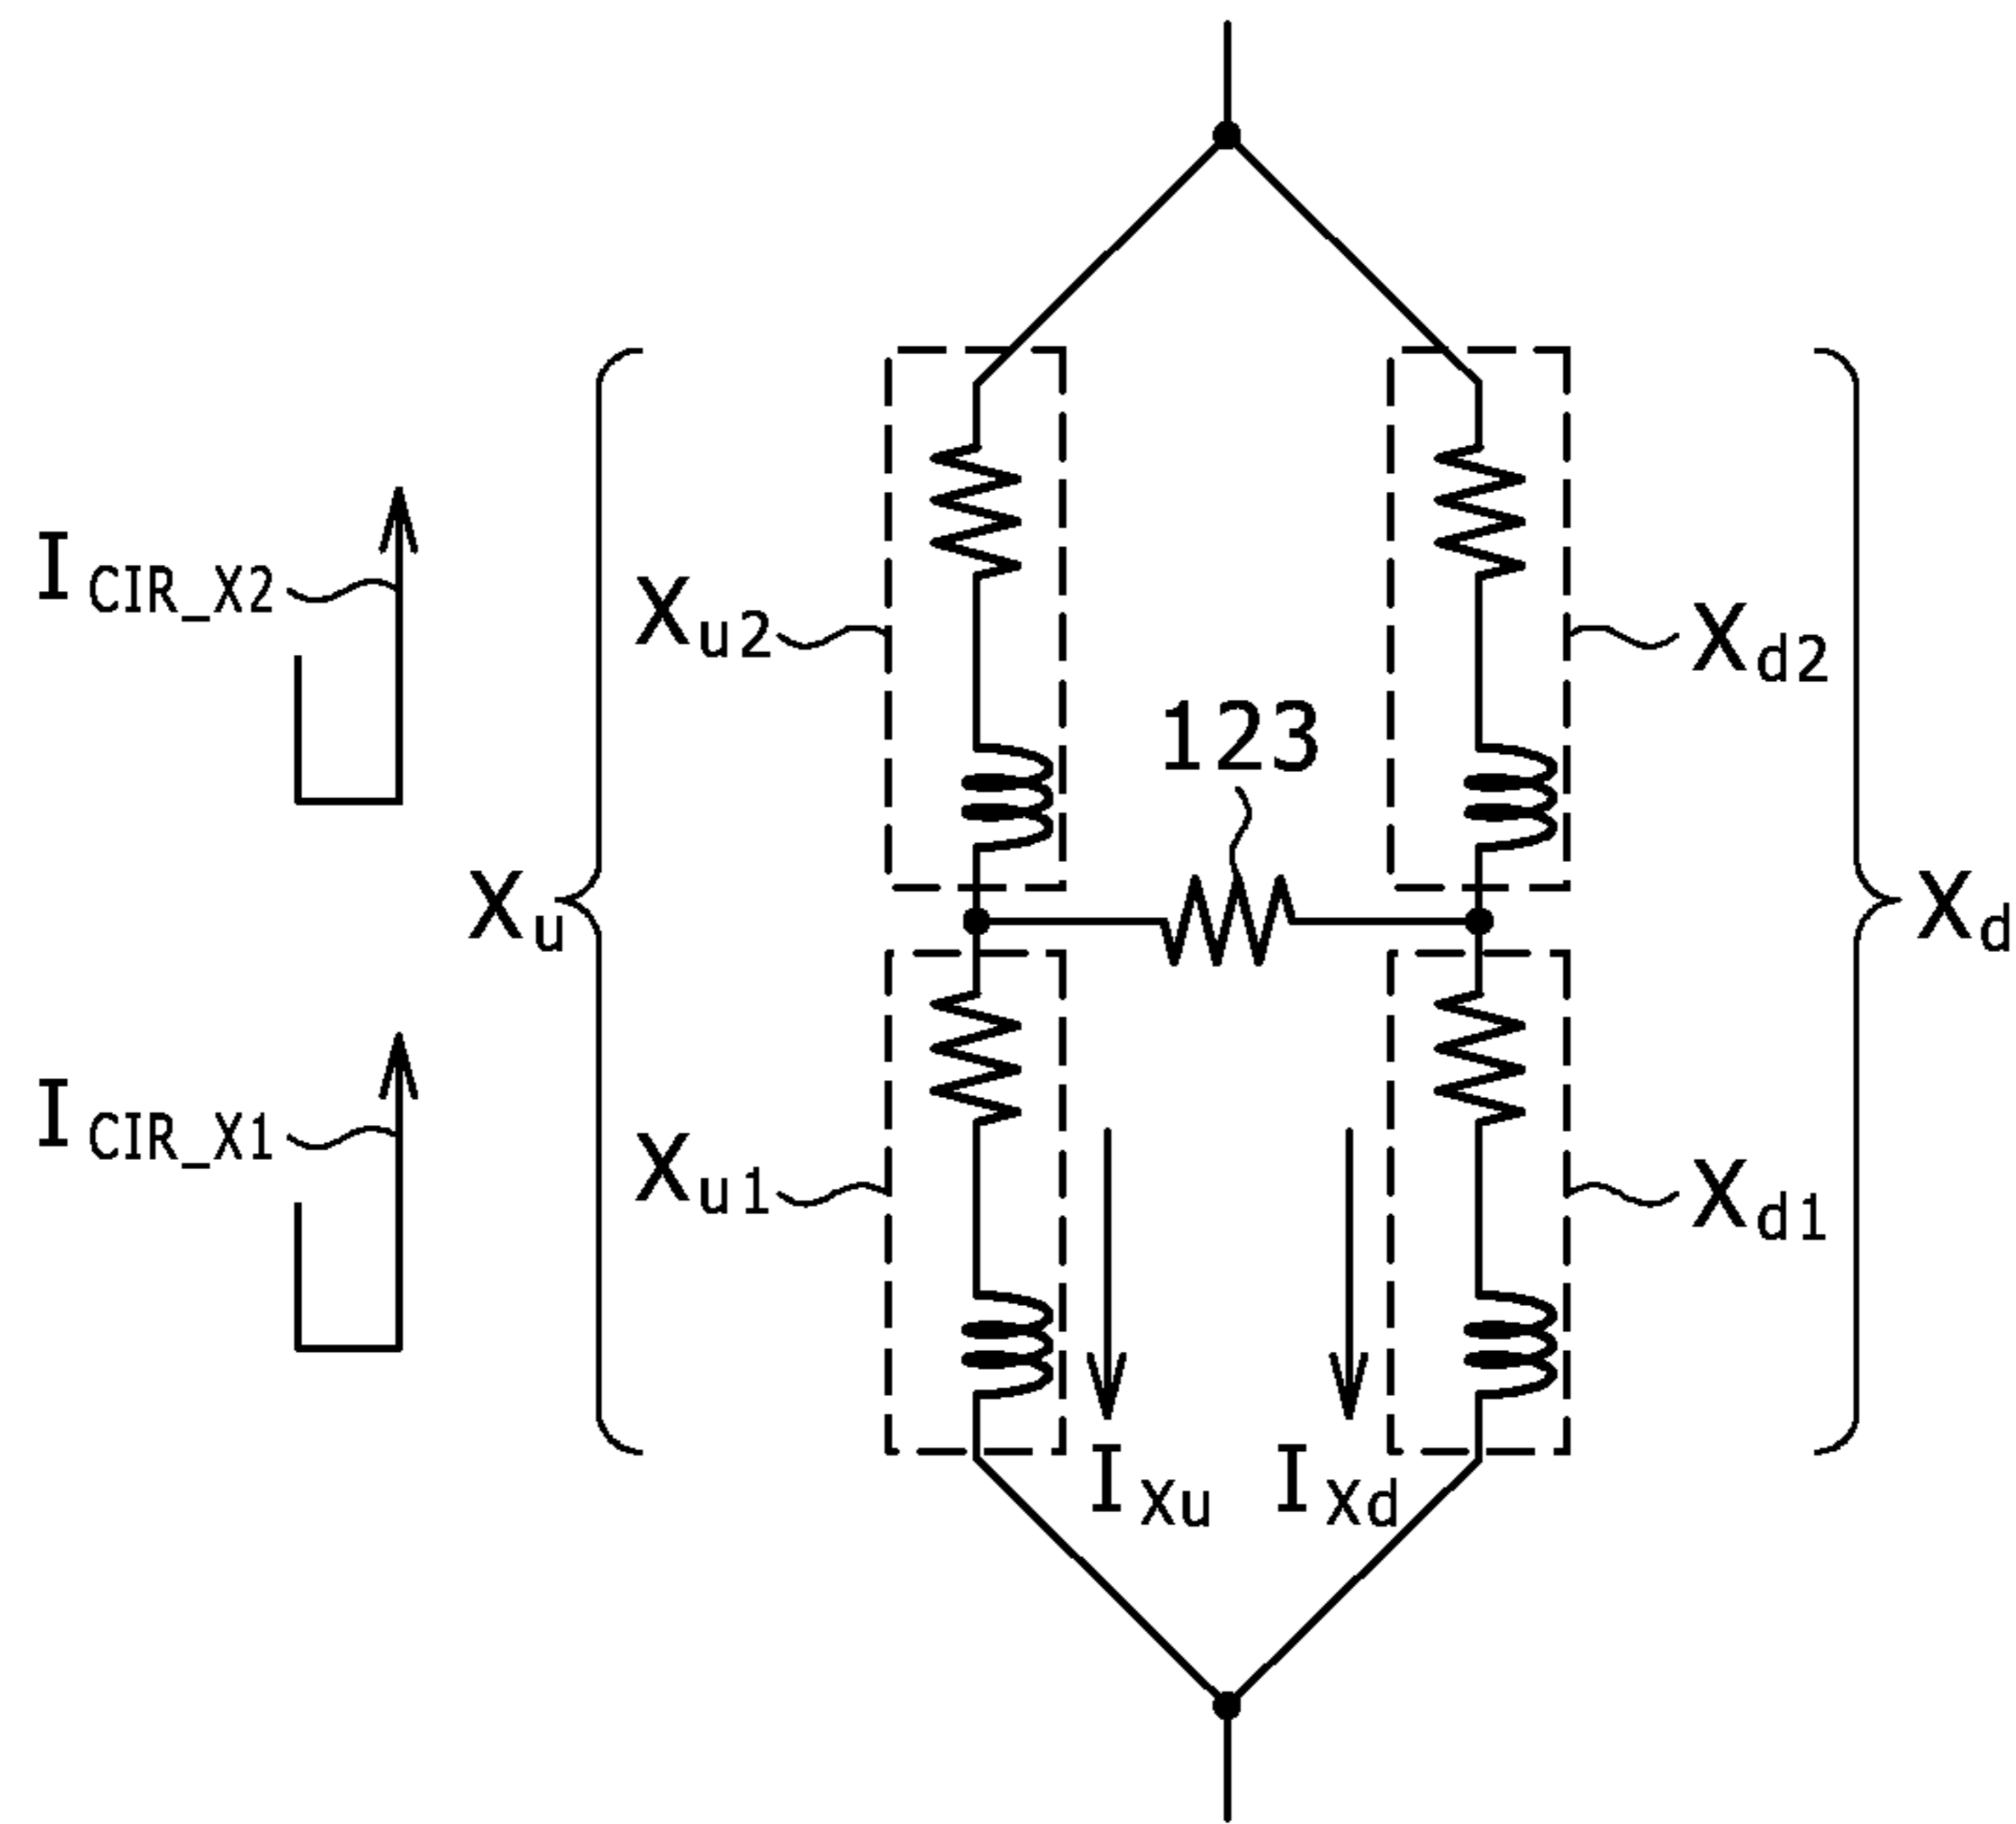 I CIR_X2
Xu2
Xd2
123
Xu
Xd
I CIR_X1
Xu1
Xd1
I Xu
I Xd